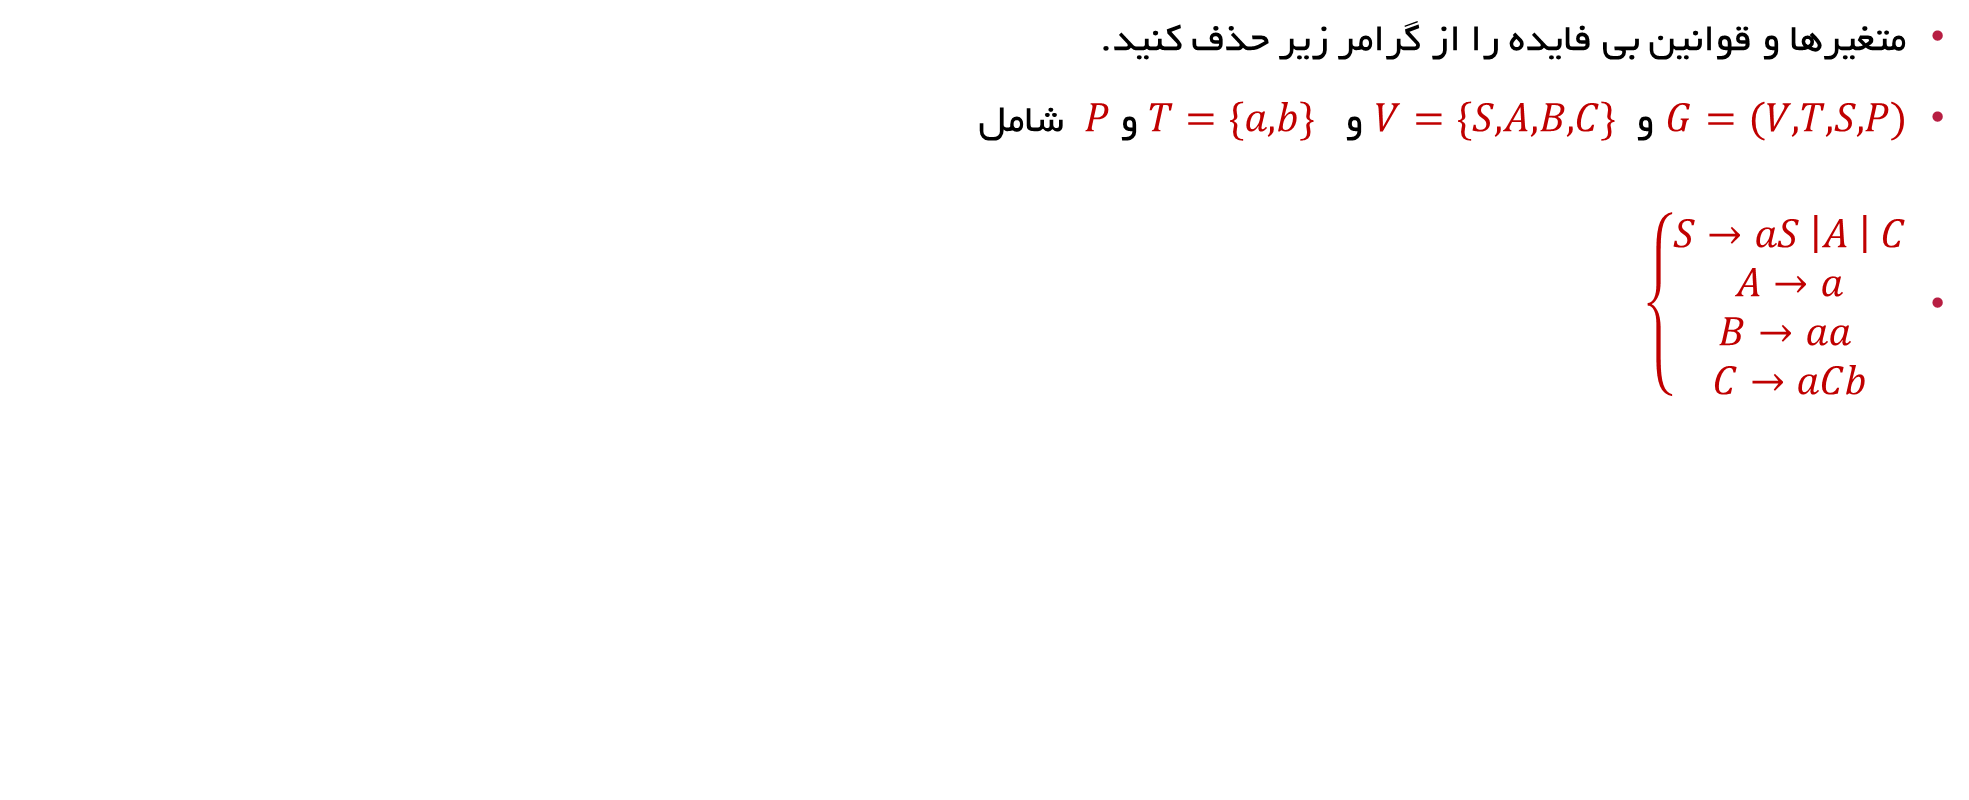 • متغیرها و قوانین بی فایده را از گرامر زیر حذف کنید.
• G = (V,T,S,P) و V = {S,A,B,C} و T = {a,b} و P شامل
• S → aS |A | C
A → a
B → aa
C → aCb